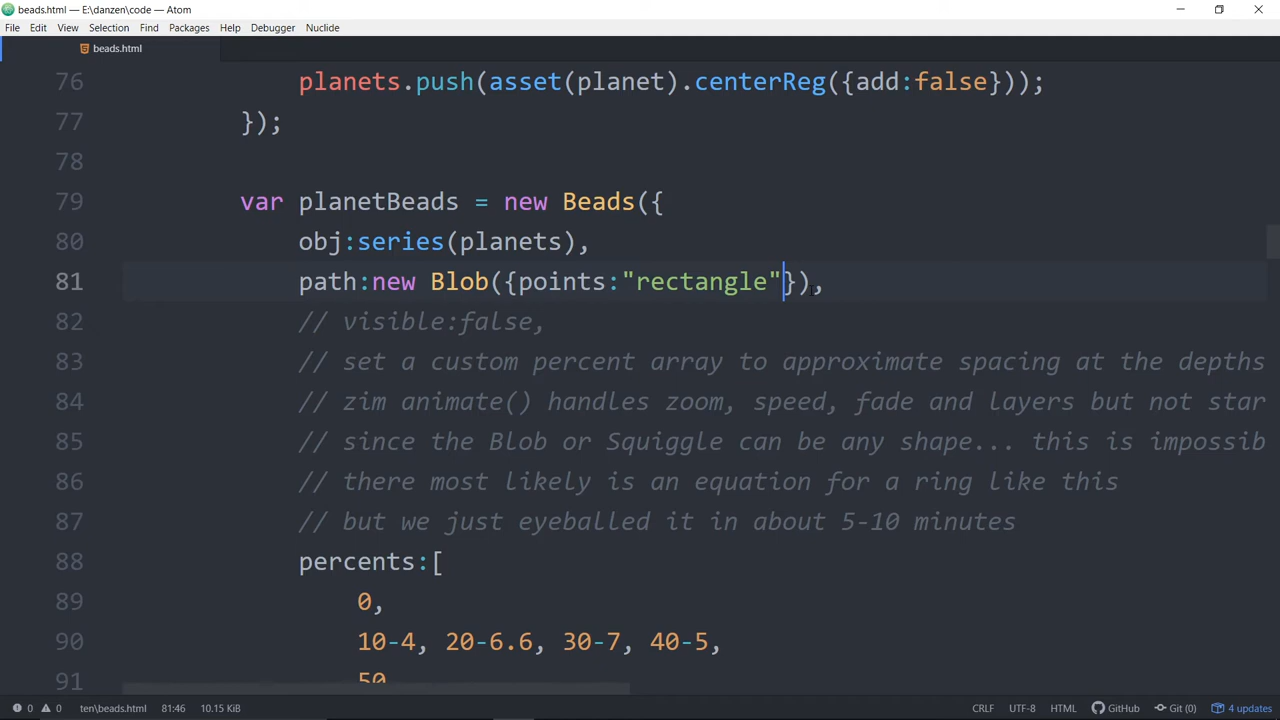 beads.html — E:\danzen\code — Atom
File Edit View Selection Find Packages Help Debugger Nuclide
beads.html
76 planets.push(asset(planet).centerReg({add:false}));
77 });
78
79 var planetBeads = new Beads({
80 obj:series(planets),
81 path:new Blob({points:"rectangle"}),
82 // visible:false,
83 // set a custom percent array to approximate spacing at the depths
84 // zim animate() handles zoom, speed, fade and layers but not star
85 // since the Blob or Squiggle can be any shape... this is impossib
86 // there most likely is an equation for a ring like this
87 // but we just eyeballed it in about 5-10 minutes
88 percents:[
89 0,
90 10-4, 20-6.6, 30-7, 40-5,
91 50
0 0 ten\beads.html 81:46 10.15 KiB CRLF UTF-8 HTML GitHub Git (0) 4 updates